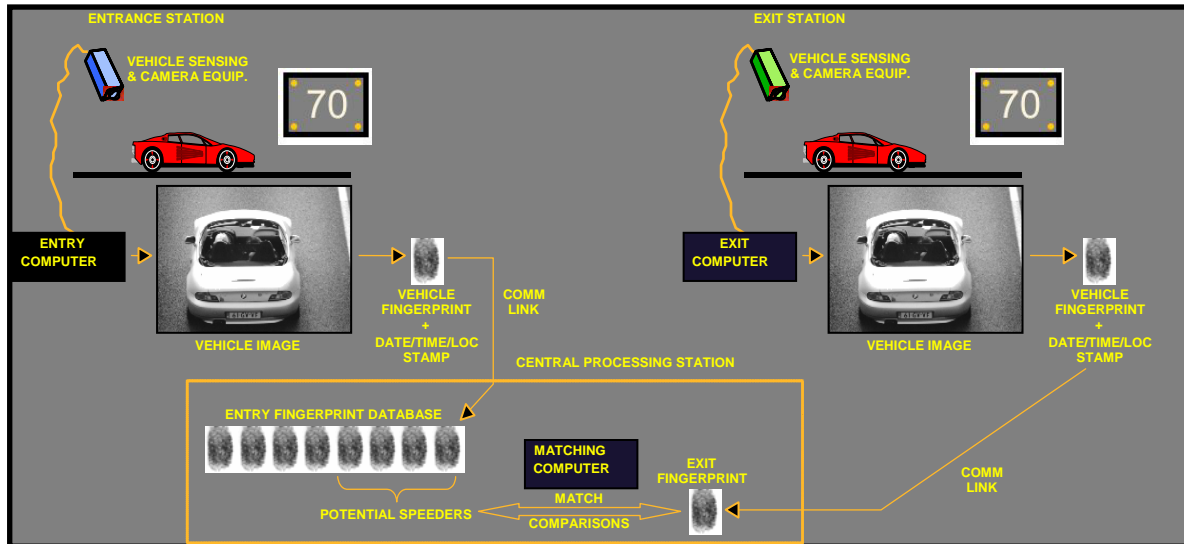 ENTRANCE STATION
VEHICLE SENSING
& CAMERA EQUIP.
70
ENTRY
COMPUTER
VEHICLE IMAGE
VEHICLE
FINGERPRINT
+
DATE/TIME/LOC
STAMP
COMM
LINK
EXIT STATION
VEHICLE SENSING
& CAMERA EQUIP.
70
EXIT
COMPUTER
VEHICLE IMAGE
VEHICLE
FINGERPRINT
+
DATE/TIME/LOC
STAMP
COMM
LINK
CENTRAL PROCESSING STATION
ENTRY FINGERPRINT DATABASE
POTENTIAL SPEEDERS
MATCHING
COMPUTER
MATCH
COMPARISONS
EXIT
FINGERPRINT